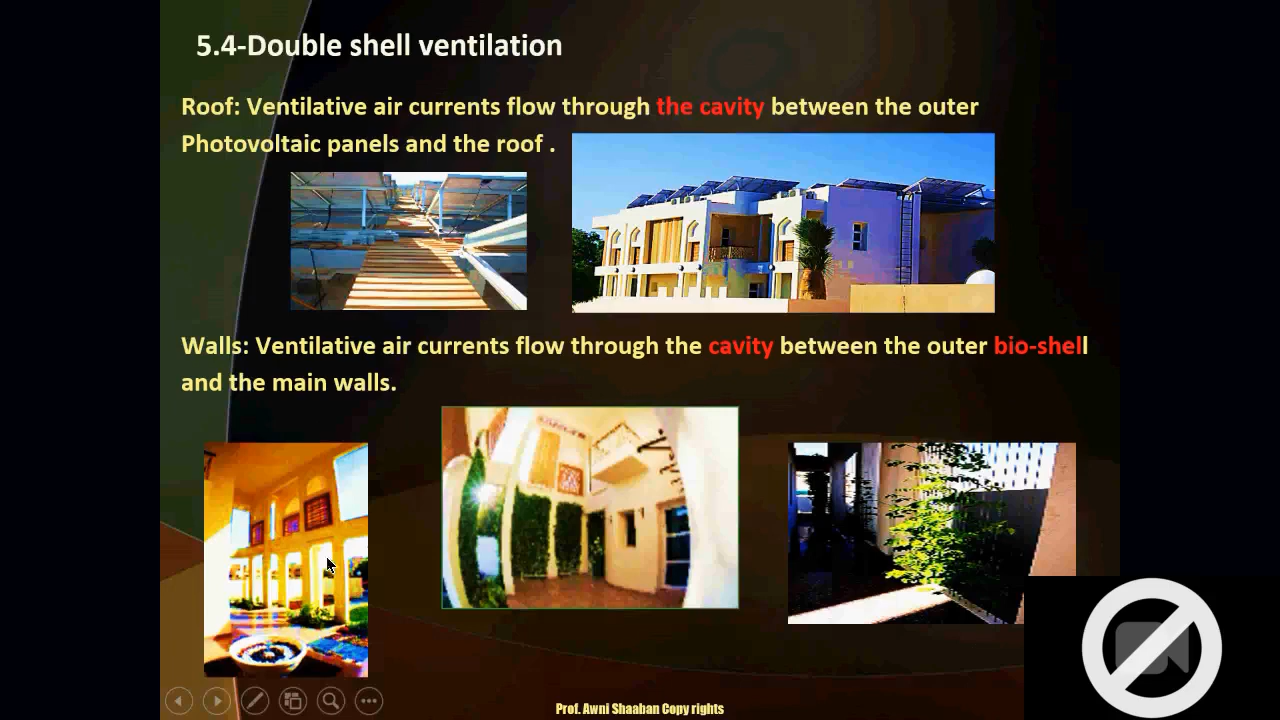 5.4-Double shell ventilation
Roof: Ventilative air currents flow through the cavity between the outer
Photovoltaic panels and the roof .
Walls: Ventilative air currents flow through the cavity between the outer bio-shell
and the main walls.
Prof. Awni Shaaban Copy rights